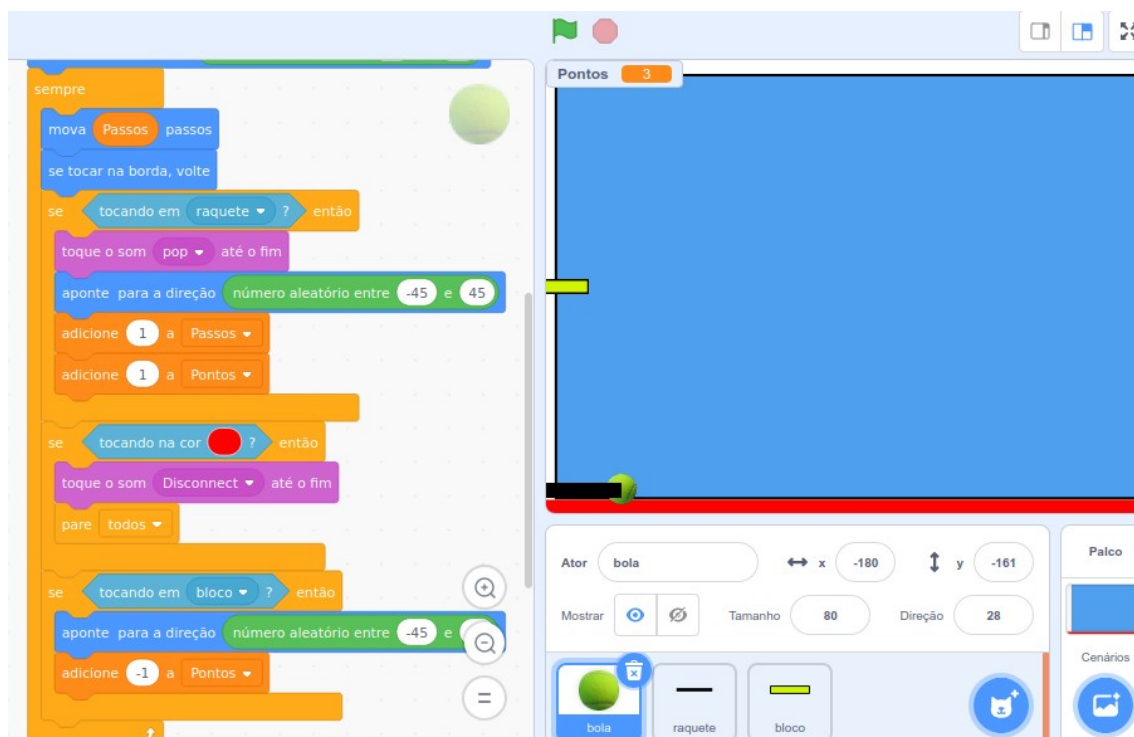 sempre
mova Passos passos
se tocar na borda, volte
se tocando em raquete ? então
toque o som pop até o fim
aponte para a direção número aleatório entre -45 e 45
adicione 1 a Passos
adicione 1 a Pontos
se tocando na cor ? então
toque o som Disconnect até o fim
pare todos
se tocando em bloco ? então
aponte para a direção número aleatório entre -45 e
adicione -1 a Pontos
Pontos 3
Ator bola x -180 y -161
Mostrar Tamanho 80 Direção 28
bola
raquete
bloco
Palco
Cenários